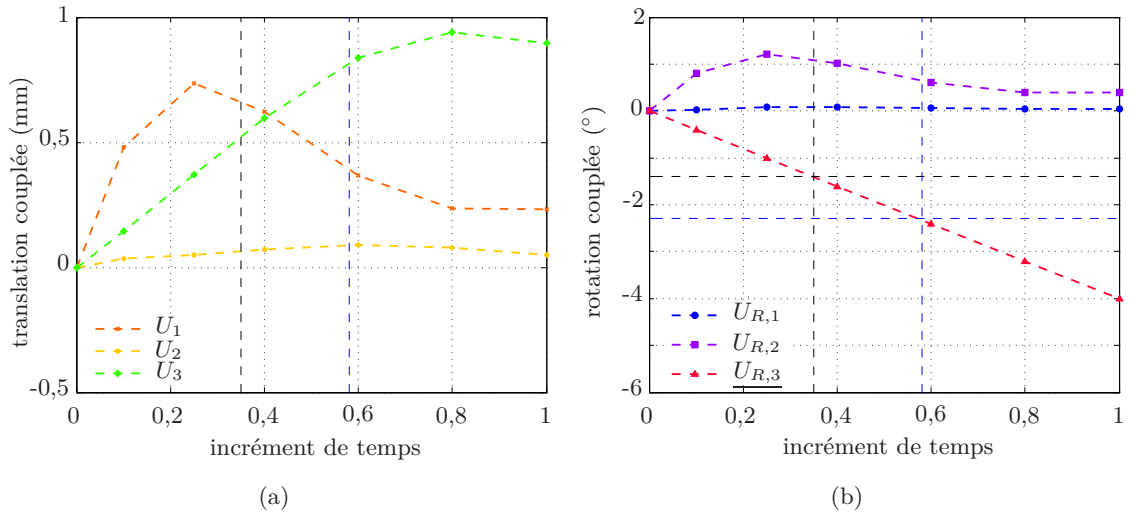 1
0,5
0
-0,5
translation couplée (mm)
U1
U2
U3
0 0,2 0,4 0,6 0,8 1
incrément de temps
(a)
2
0
-2
-4
-6
rotation couplée (°)
UR,1
UR,2
UR,3
0 0,2 0,4 0,6 0,8 1
incrément de temps
(b)